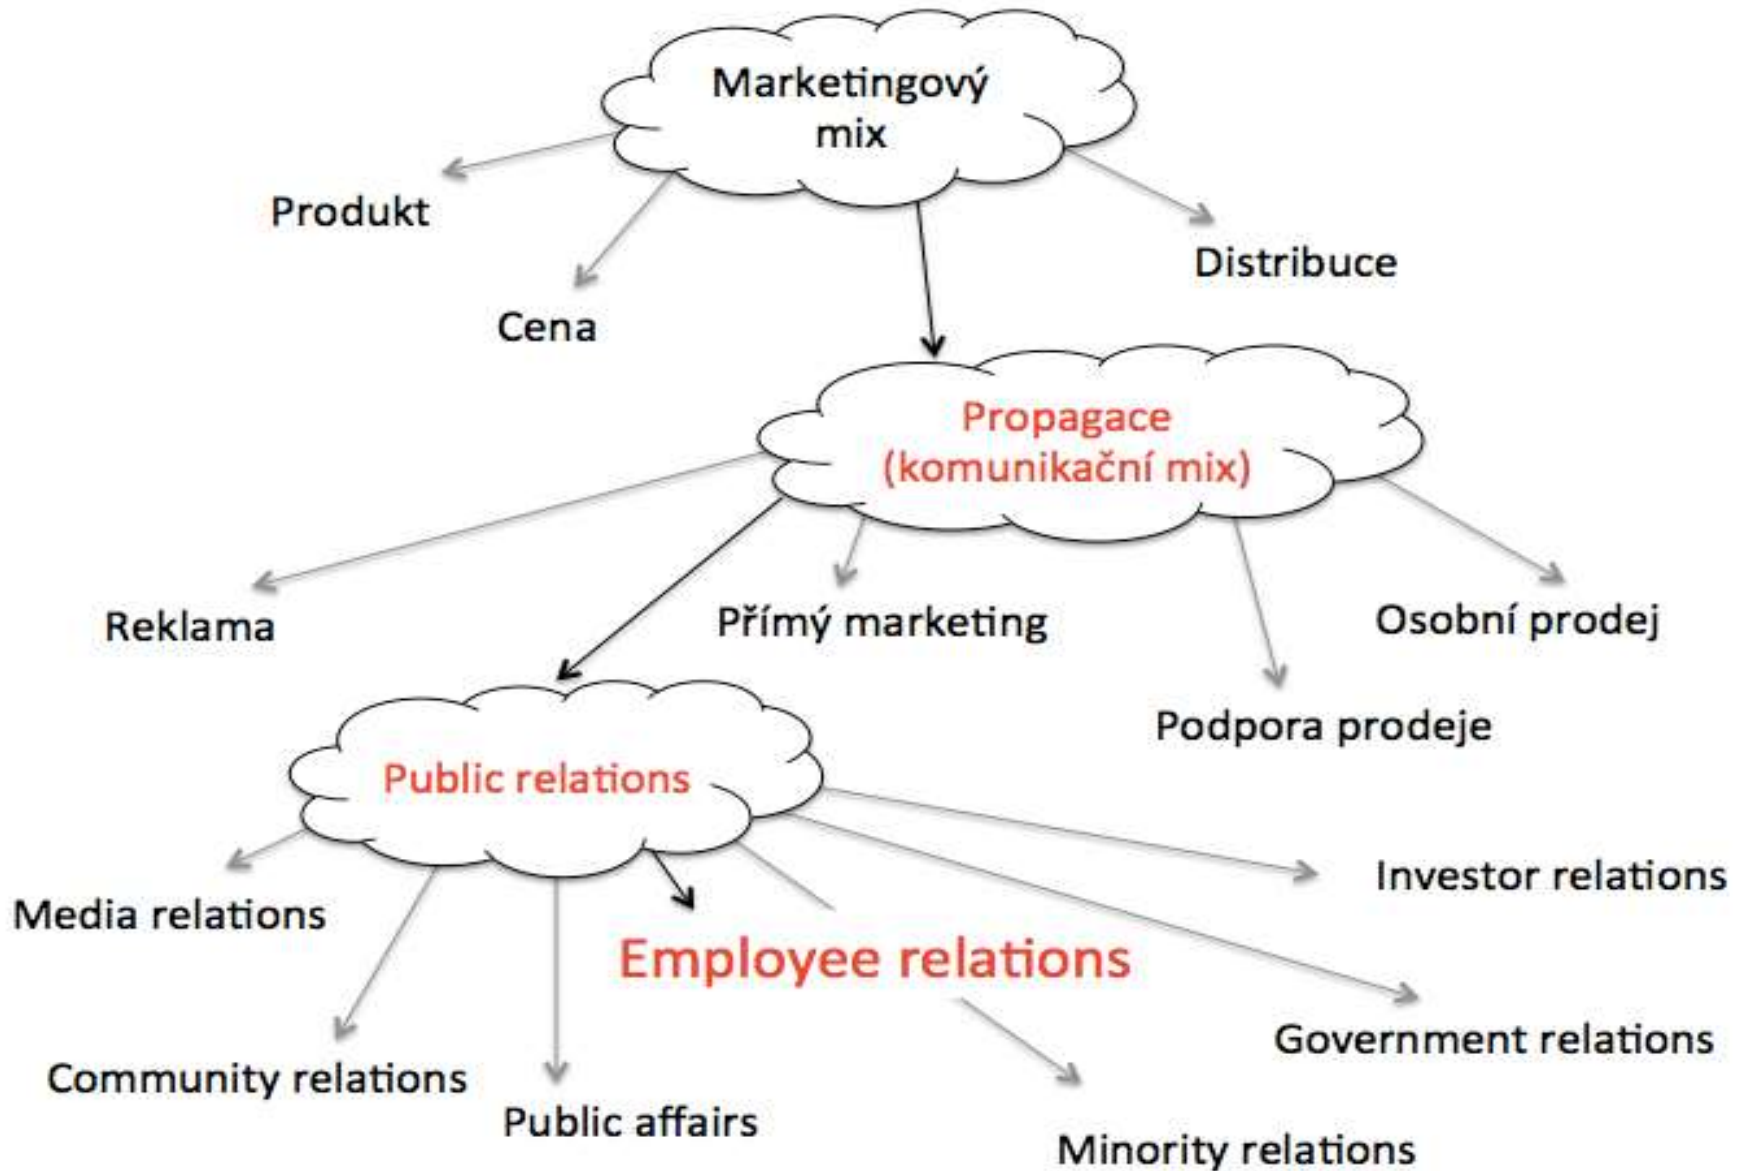 Marketingový
mix
Produkt
Distribuce
Cena
Propagace
(komunikační mix)
Reklama
Přímý marketing
Osobní prodej
Podpora prodeje
Public relations
Investor relations
Media relations
Employee relations
Government relations
Community relations
Public affairs
Minority relations